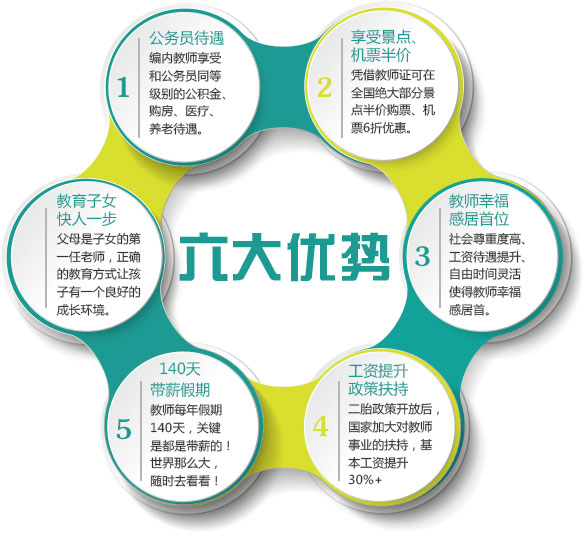 六大优势
1
公务员待遇
编内教师享受
和公务员同等
级别的公积金、
购房、医疗、
养老待遇。
2
享受景点、
机票半价
凭借教师证可在
全国绝大部分景
点半价购票、机
票6折优惠。
3
教师幸福
感居首位
社会尊重度高、
工资待遇提升、
自由时间灵活
使得教师幸福
感居首。
4
工资提升
政策扶持
二胎政策开放后，
国家加大对教师
事业的扶持，基
本工资提升
30%+
5
140天
带薪假期
教师每年假期
140天，关键
是都是带薪的！
世界那么大，
随时去看看！
教育子女
快人一步
父母是子女的第
一任老师，正确
的教育方式让孩
子有一个良好的
成长环境。